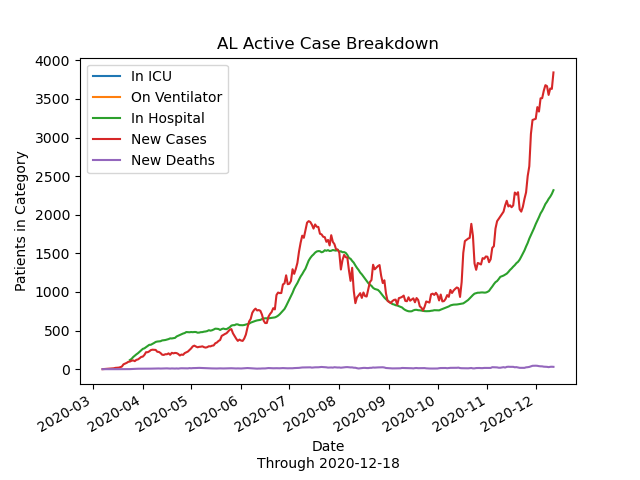 AL Active Case Breakdown
4000
3500
3000
2500
2000
1500
1000
500
0
Patients in Category
In ICU
On Ventilator
In Hospital
New Cases
New Deaths
2020-03
2020-04
2020-05
2020-06
2020-07
2020-08
2020-09
2020-10
2020-11
2020-12
Date
Through 2020-12-18